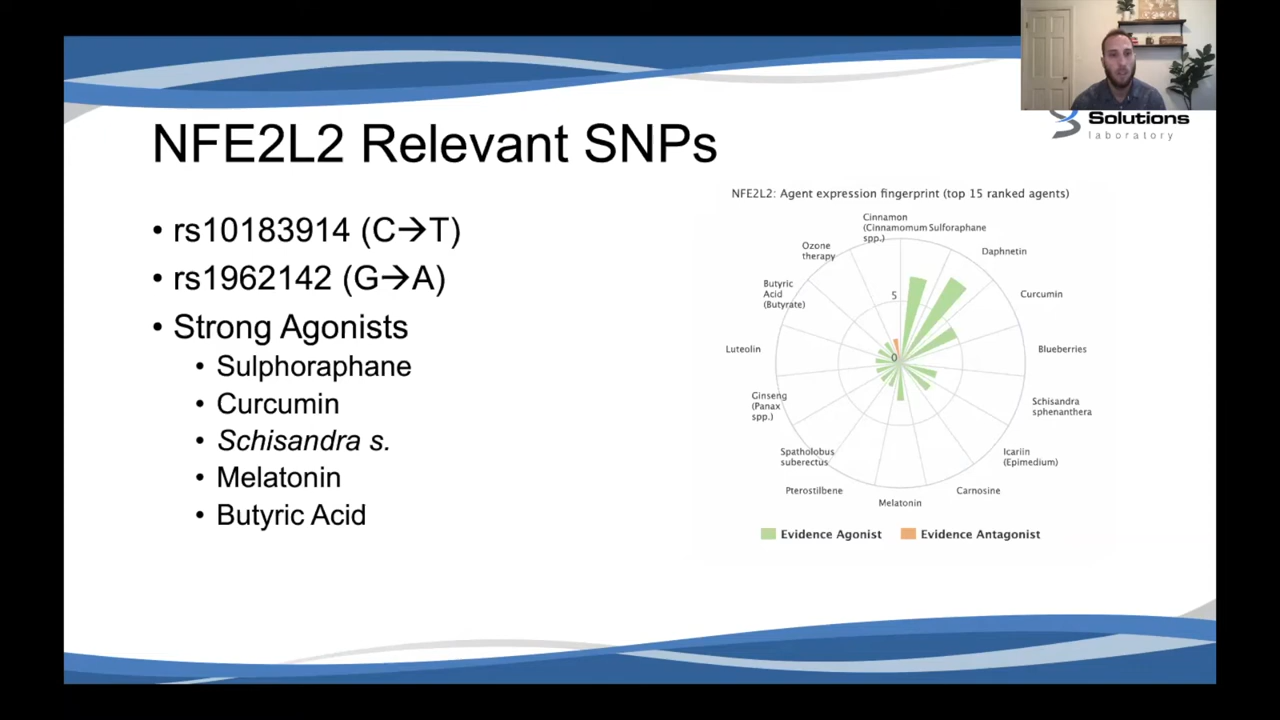 Solutions
laboratory
NFE2L2 Relevant SNPs
• rs10183914 (C→T)
• rs1962142 (G→A)
• Strong Agonists
• Sulphoraphane
• Curcumin
• Schisandra s.
• Melatonin
• Butyric Acid
NFE2L2: Agent expression fingerprint (top 15 ranked agents)
Cinnamon
(Cinnamomum
spp.)
Sulforaphane
Daphnetin
Curcumin
Blueberries
Schisandra
sphenanthera
Icariin
(Epimedium)
Carnosine
Melatonin
Pterostilbene
Spatholobus
suberectus
Ginseng
(Panax
spp.)
Luteolin
Butyric
Acid
(Butyrate)
Ozone
therapy
5
0
Evidence Agonist
Evidence Antagonist